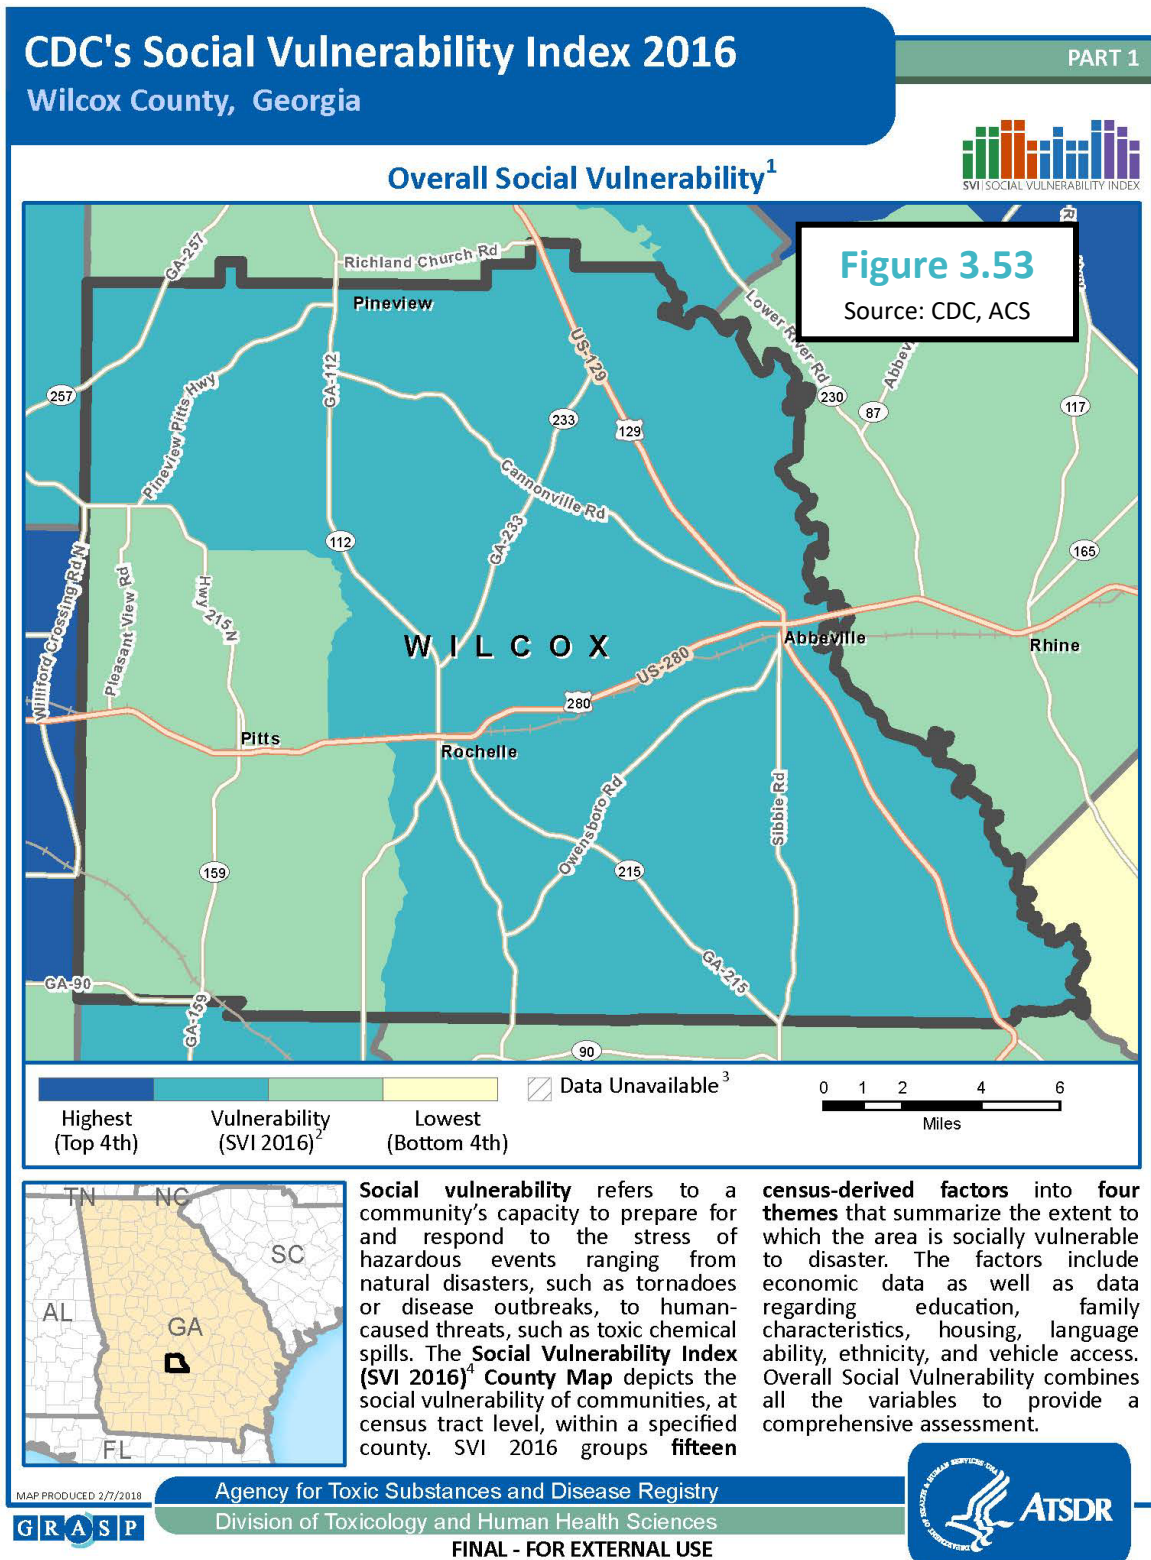 CDC's Social Vulnerability Index 2016
Wilcox County, Georgia
PART 1
SVI | SOCIAL VULNERABILITY INDEX
Overall Social Vulnerability1
Figure 3.53
Source: CDC, ACS
GA-257
Richland Church Rd
Pineview
Lower River Rd
US-129
GA-112
Pineview Pitts Hwy
257
230
87
117
233
129
Cannonville Rd
GA-233
112
165
Williford Crossing Rd N
Pleasant View Rd
Hwy 215 N
WILCOX
Abbeville
Rhine
US-280
280
Pitts
Rochelle
Owensboro Rd
Sibbie Rd
159
215
GA-215
GA-90
GA-159
90
Highest
(Top 4th)
Vulnerability
(SVI 2016)2
Lowest
(Bottom 4th)
Data Unavailable3
0 1 2 4 6
Miles
TN NC
SC
AL
GA
FL
Social vulnerability refers to a
community's capacity to prepare for
and respond to the stress of
hazardous events ranging from
natural disasters, such as tornadoes
or disease outbreaks, to human-
caused threats, such as toxic chemical
spills. The Social Vulnerability Index
(SVI 2016)4 County Map depicts the
social vulnerability of communities, at
census tract level, within a specified
county. SVI 2016 groups fifteen
census-derived factors into four
themes that summarize the extent to
which the area is socially vulnerable
to disaster. The factors include
economic data as well as data
regarding education, family
characteristics, housing, language
ability, ethnicity, and vehicle access.
Overall Social Vulnerability combines
all the variables to provide a
comprehensive assessment.
MAP PRODUCED 2/7/2018
GRASP
Agency for Toxic Substances and Disease Registry
Division of Toxicology and Human Health Sciences
FINAL - FOR EXTERNAL USE
ATSDR